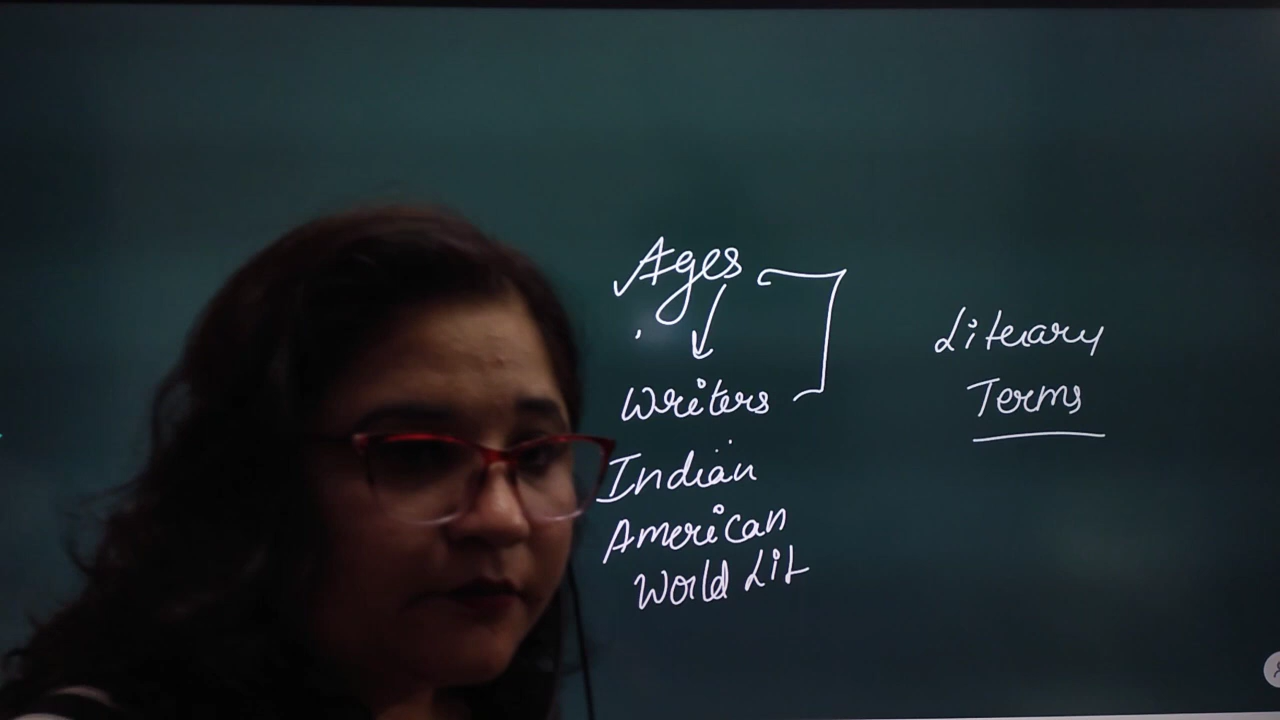 Ages
Writers
Indian
American
World Lit
Literary
Terms